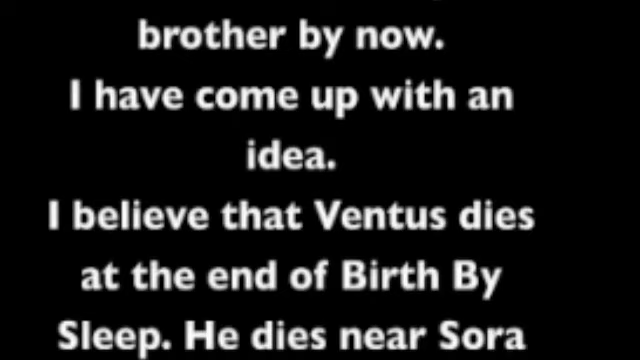 brother by now.
I have come up with an
idea.
I believe that Ventus dies
at the end of Birth By
Sleep. He dies near Sora